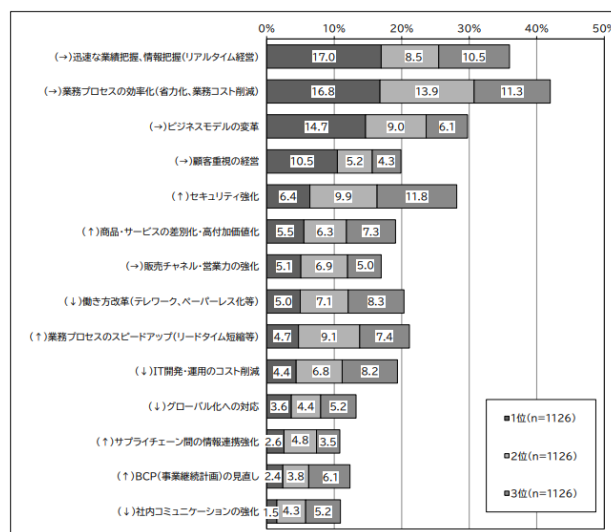 0% 10% 20% 30% 40% 50%
(→)迅速な業績把握、情報把握(リアルタイム経営) 17.0 8.5 10.5
(→)業務プロセスの効率化(省力化、業務コスト削減) 16.8 13.9 11.3
(→)ビジネスモデルの変革 14.7 9.0 6.1
(→)顧客重視の経営 10.5 5.2 4.3
(↑)セキュリティ強化 6.4 9.9 11.8
(↑)商品・サービスの差別化・高付加価値化 5.5 6.3 7.3
(→)販売チャネル・営業力の強化 5.1 6.9 5.0
(↓)働き方改革(テレワーク、ペーパーレス化等) 5.0 7.1 8.3
(↑)業務プロセスのスピードアップ(リードタイム短縮等) 4.7 9.1 7.4
(↓)IT開発・運用のコスト削減 4.4 6.8 8.2
(↓)グローバル化への対応 3.6 4.4 5.2
(↑)サプライチェーン間の情報連携強化 2.6 4.8 3.5
(↑)BCP(事業継続計画)の見直し 2.4 3.8 6.1
(↓)社内コミュニケーションの強化 1.5 4.3 5.2
1位(n=1126)
2位(n=1126)
3位(n=1126)